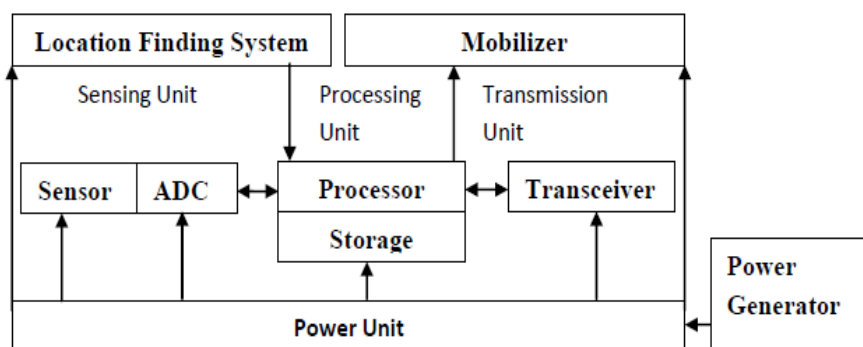 Location Finding System
Mobilizer
Sensing Unit
Processing
Unit
Transmission
Unit
Sensor
ADC
Processor
Transceiver
Storage
Power
Generator
Power Unit